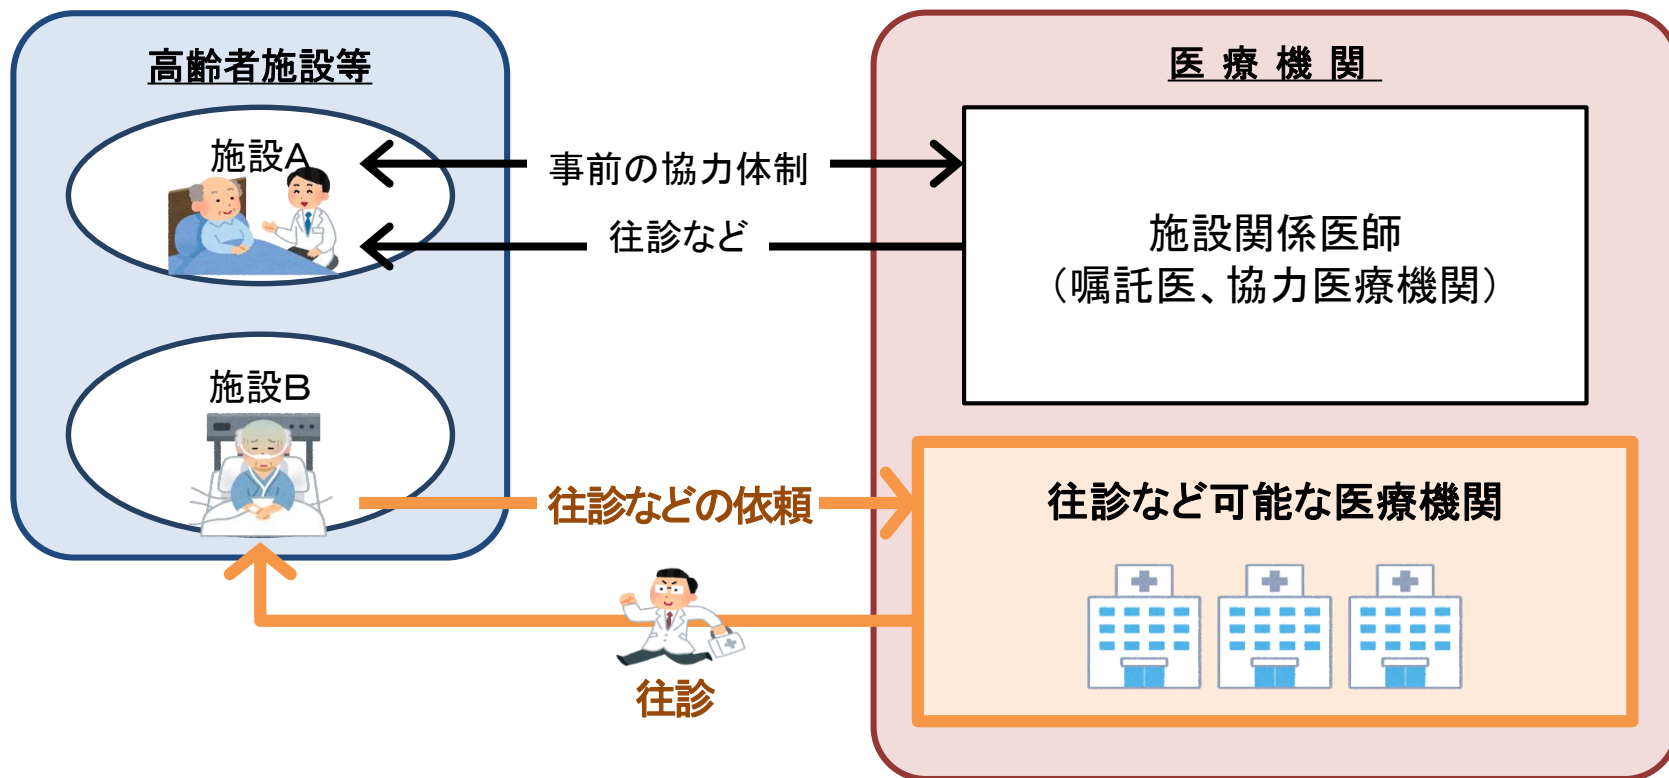 高齢者施設等
医療機関
施設A
事前の協力体制
往診など
施設関係医師
（嘱託医、協力医療機関）
施設B
往診などの依頼
往診など可能な医療機関
往診